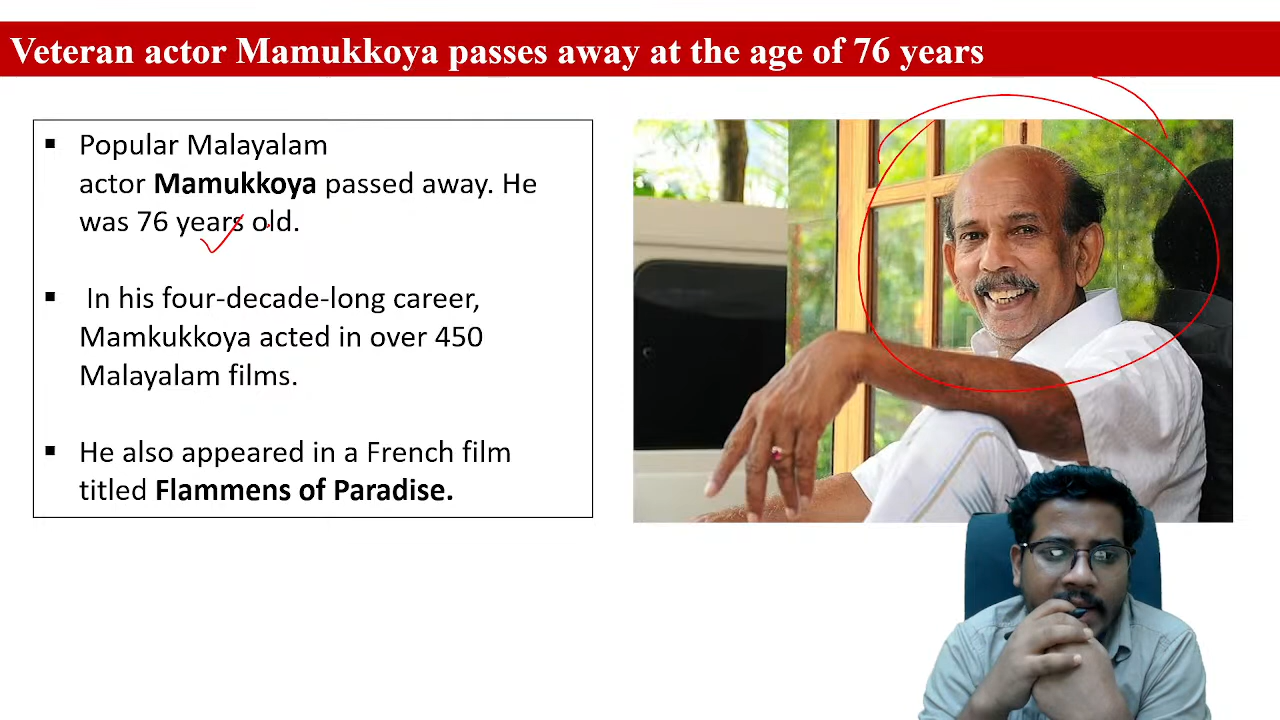 Veteran actor Mamukkoya passes away at the age of 76 years
▪ Popular Malayalam
actor Mamukkoya passed away. He
was 76 years old.
▪ In his four-decade-long career,
Mamkukkoya acted in over 450
Malayalam films.
▪ He also appeared in a French film
titled Flammens of Paradise.